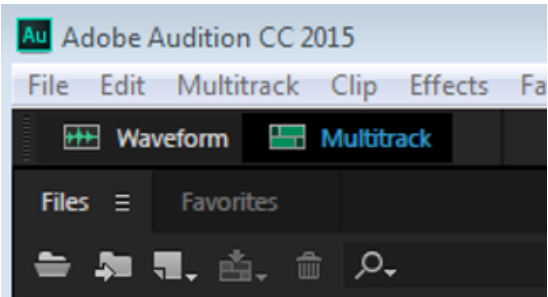 Au Adobe Audition CC 2015
File Edit Multitrack Clip Effects Fa
Waveform Multitrack
Files Favorites